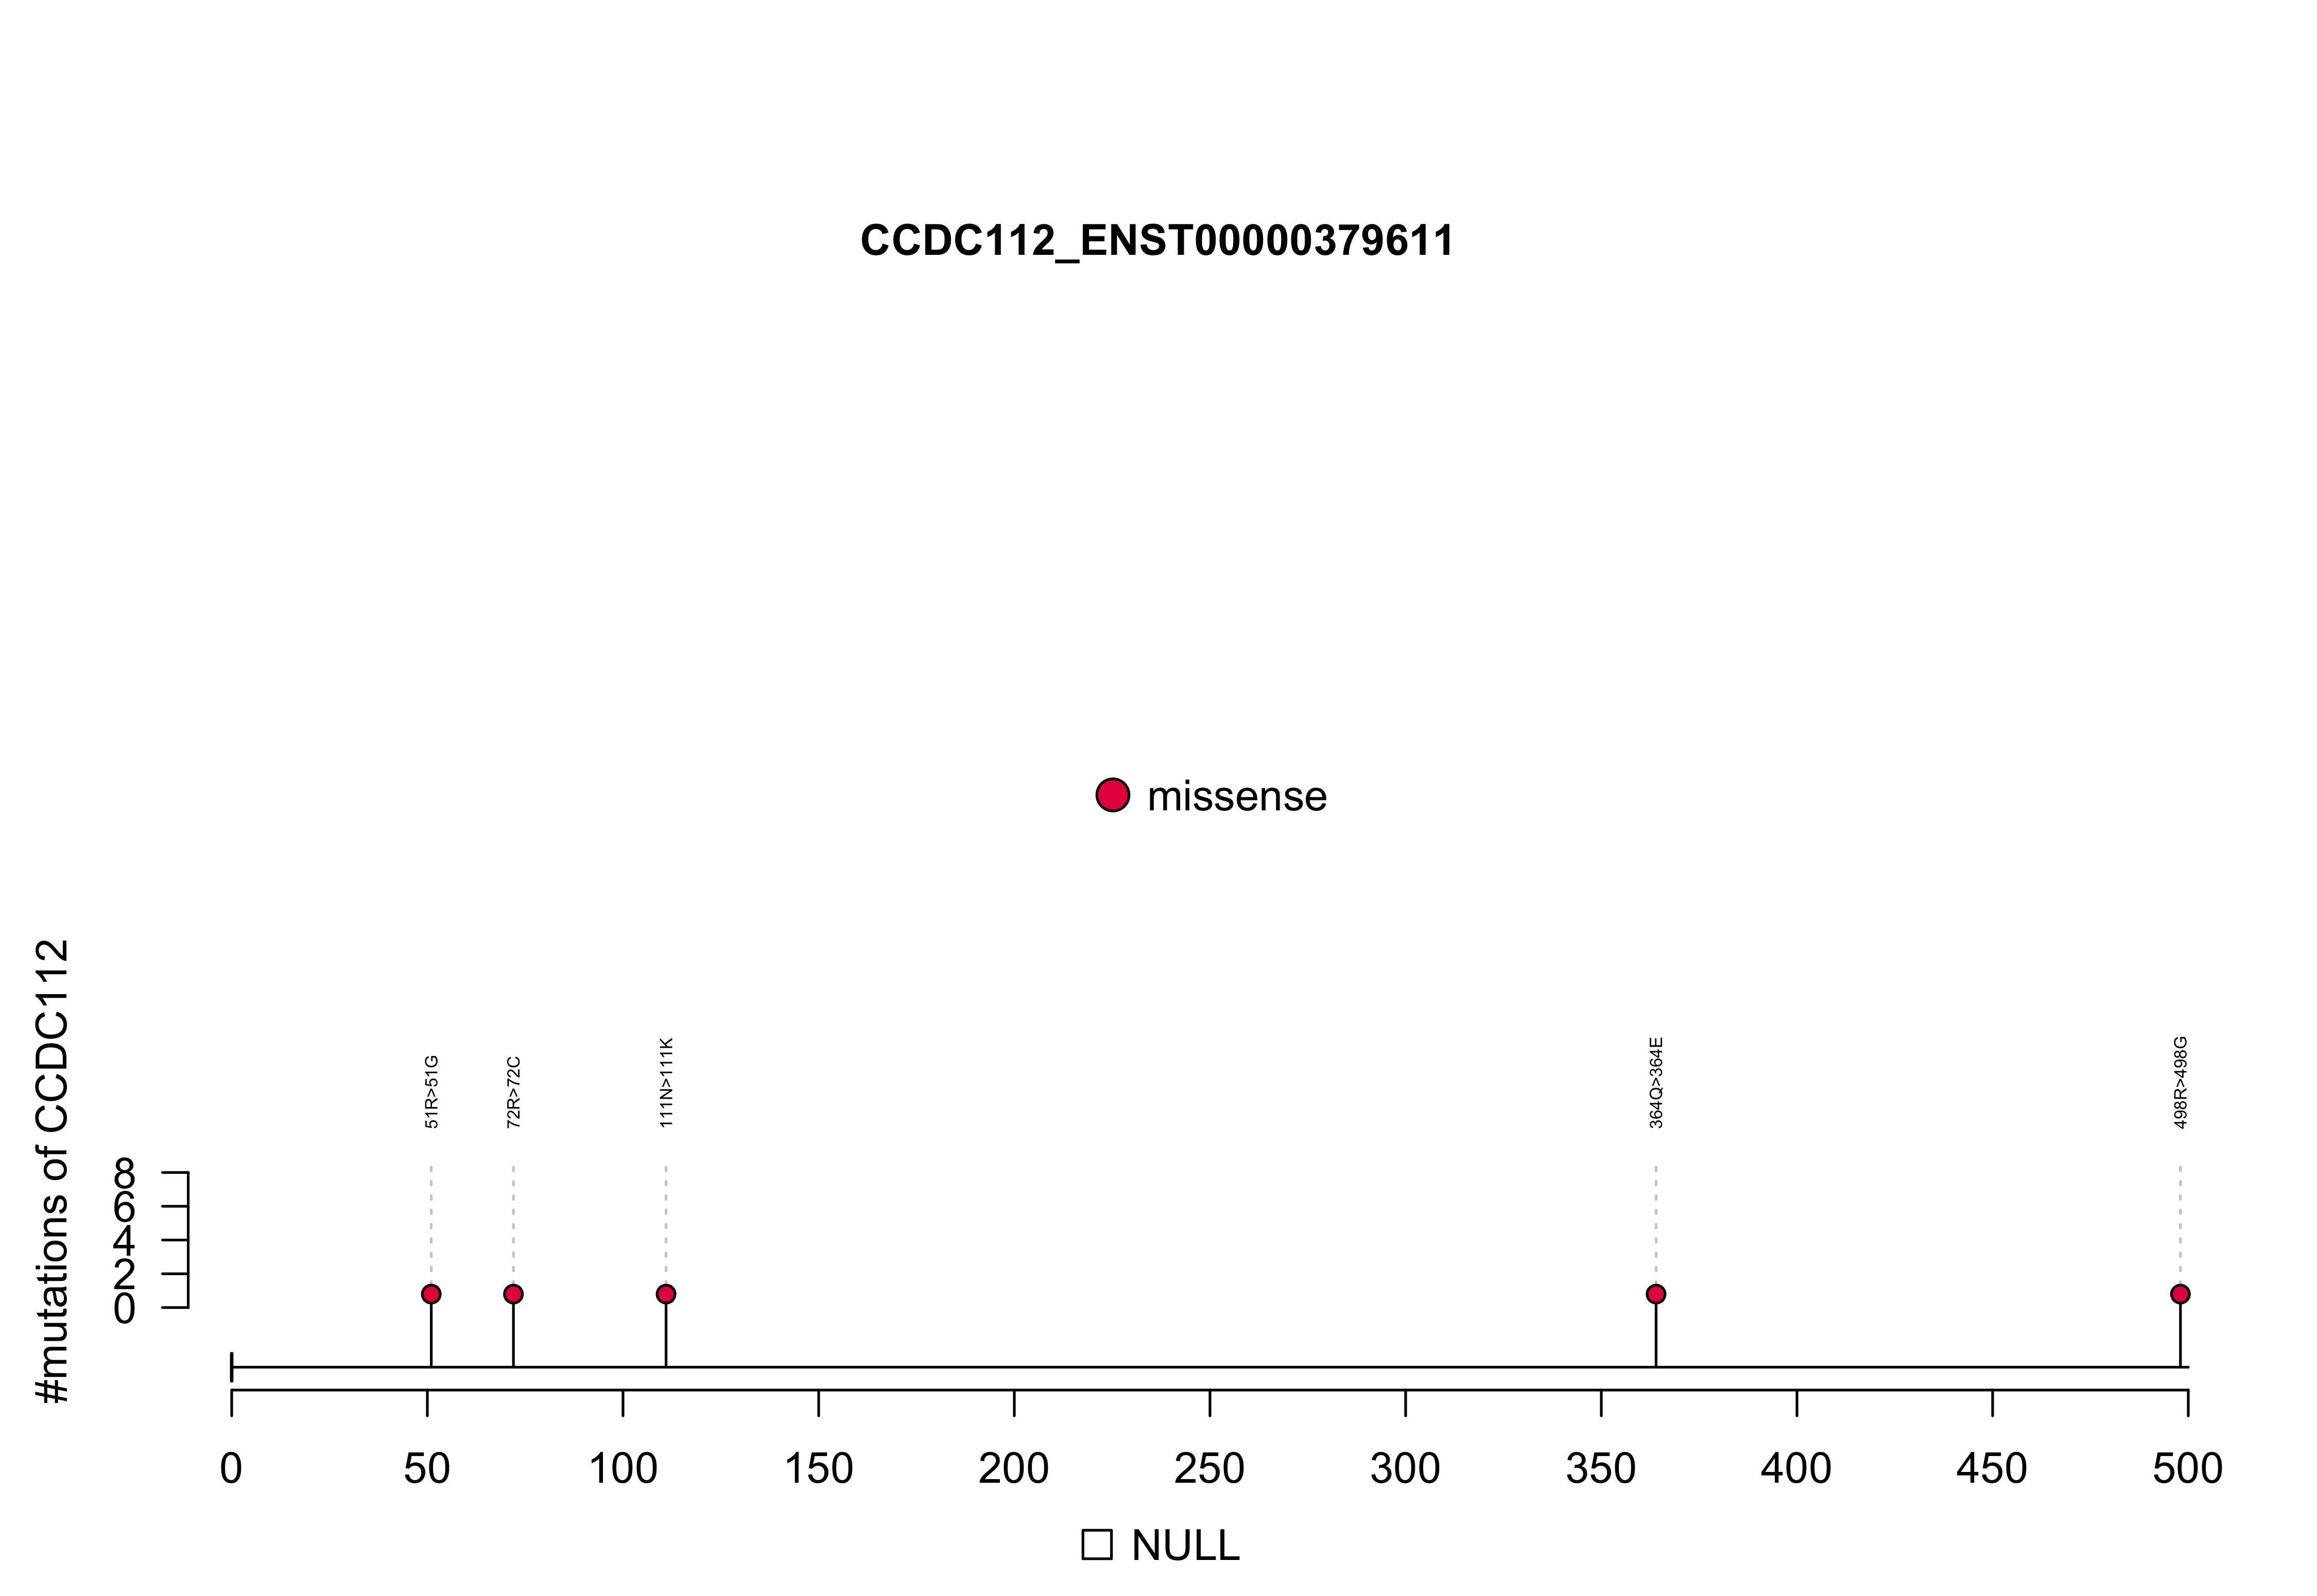 CCDC112_ENST00000379611
missense
#mutations of CCDC112
51R>51G
72R>72C
111N>111K
364Q>364E
498R>498G
8
6
4
2
0
0 50 100 150 200 250 300 350 400 450 500
NULL